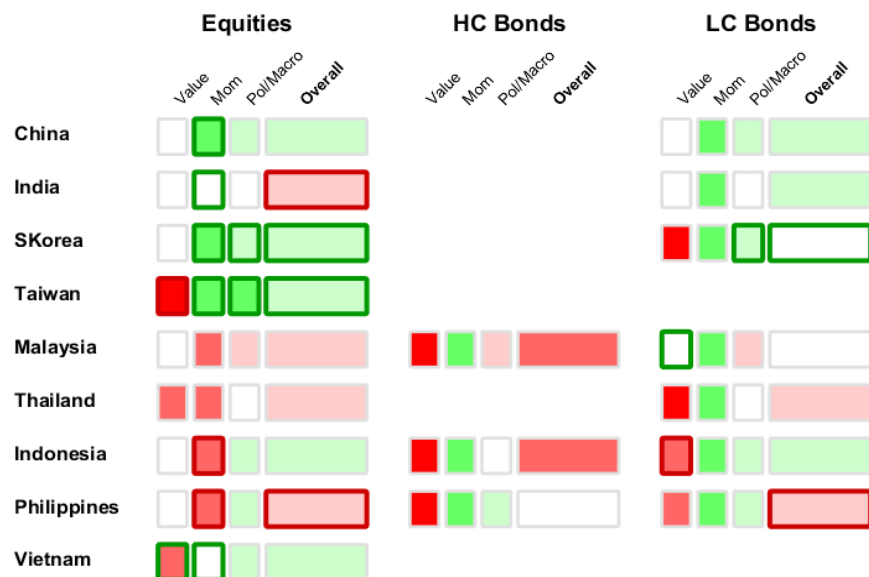 Equities HC Bonds LC Bonds
Value Mom Pol/Macro Overall Value Mom Pol/Macro Overall Value Mom Pol/Macro Overall
China
India
SKorea
Taiwan
Malaysia
Thailand
Indonesia
Philippines
Vietnam